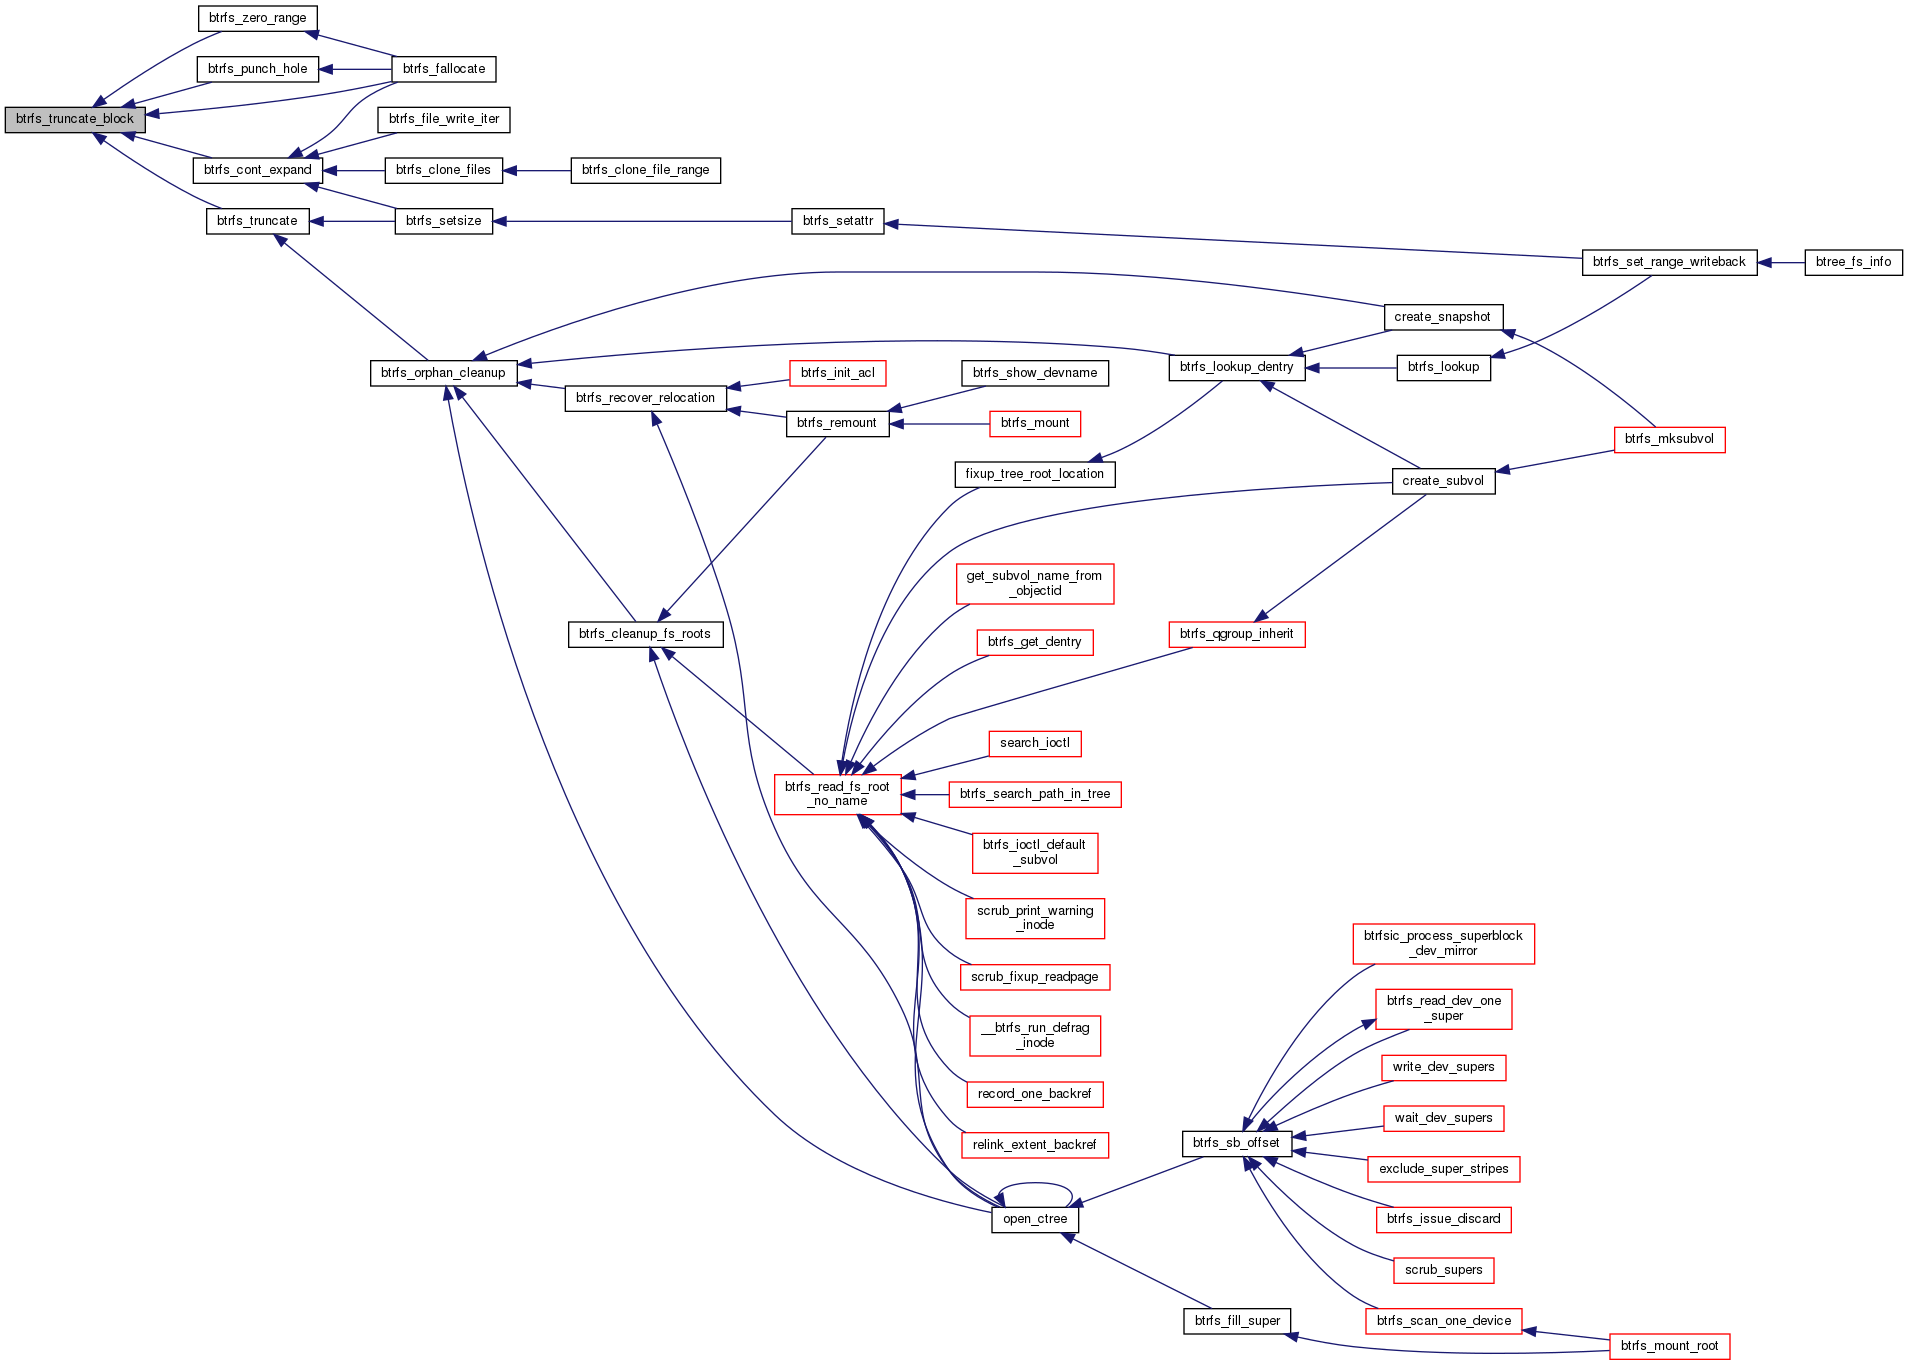 btrfs_zero_range
btrfs_punch_hole
btrfs_fallocate
btrfs_truncate_block
btrfs_file_write_iter
btrfs_cont_expand
btrfs_clone_files
btrfs_clone_file_range
btrfs_truncate
btrfs_setsize
btrfs_setattr
btrfs_set_range_writeback
btree_fs_info
create_snapshot
btrfs_orphan_cleanup
btrfs_init_acl
btrfs_show_devname
btrfs_lookup_dentry
btrfs_lookup
btrfs_recover_relocation
btrfs_remount
btrfs_mount
btrfs_mksubvol
fixup_tree_root_location
create_subvol
get_subvol_name_from
_objectid
btrfs_cleanup_fs_roots
btrfs_get_dentry
btrfs_qgroup_inherit
search_ioctl
btrfs_read_fs_root
_no_name
btrfs_search_path_in_tree
btrfs_ioctl_default
_subvol
scrub_print_warning
_inode
scrub_fixup_readpage
__btrfs_run_defrag
_inode
record_one_backref
relink_extent_backref
btrfsic_process_superblock
_dev_mirror
btrfs_read_dev_one
_super
write_dev_supers
wait_dev_supers
btrfs_sb_offset
exclude_super_stripes
open_ctree
btrfs_issue_discard
scrub_supers
btrfs_fill_super
btrfs_scan_one_device
btrfs_mount_root